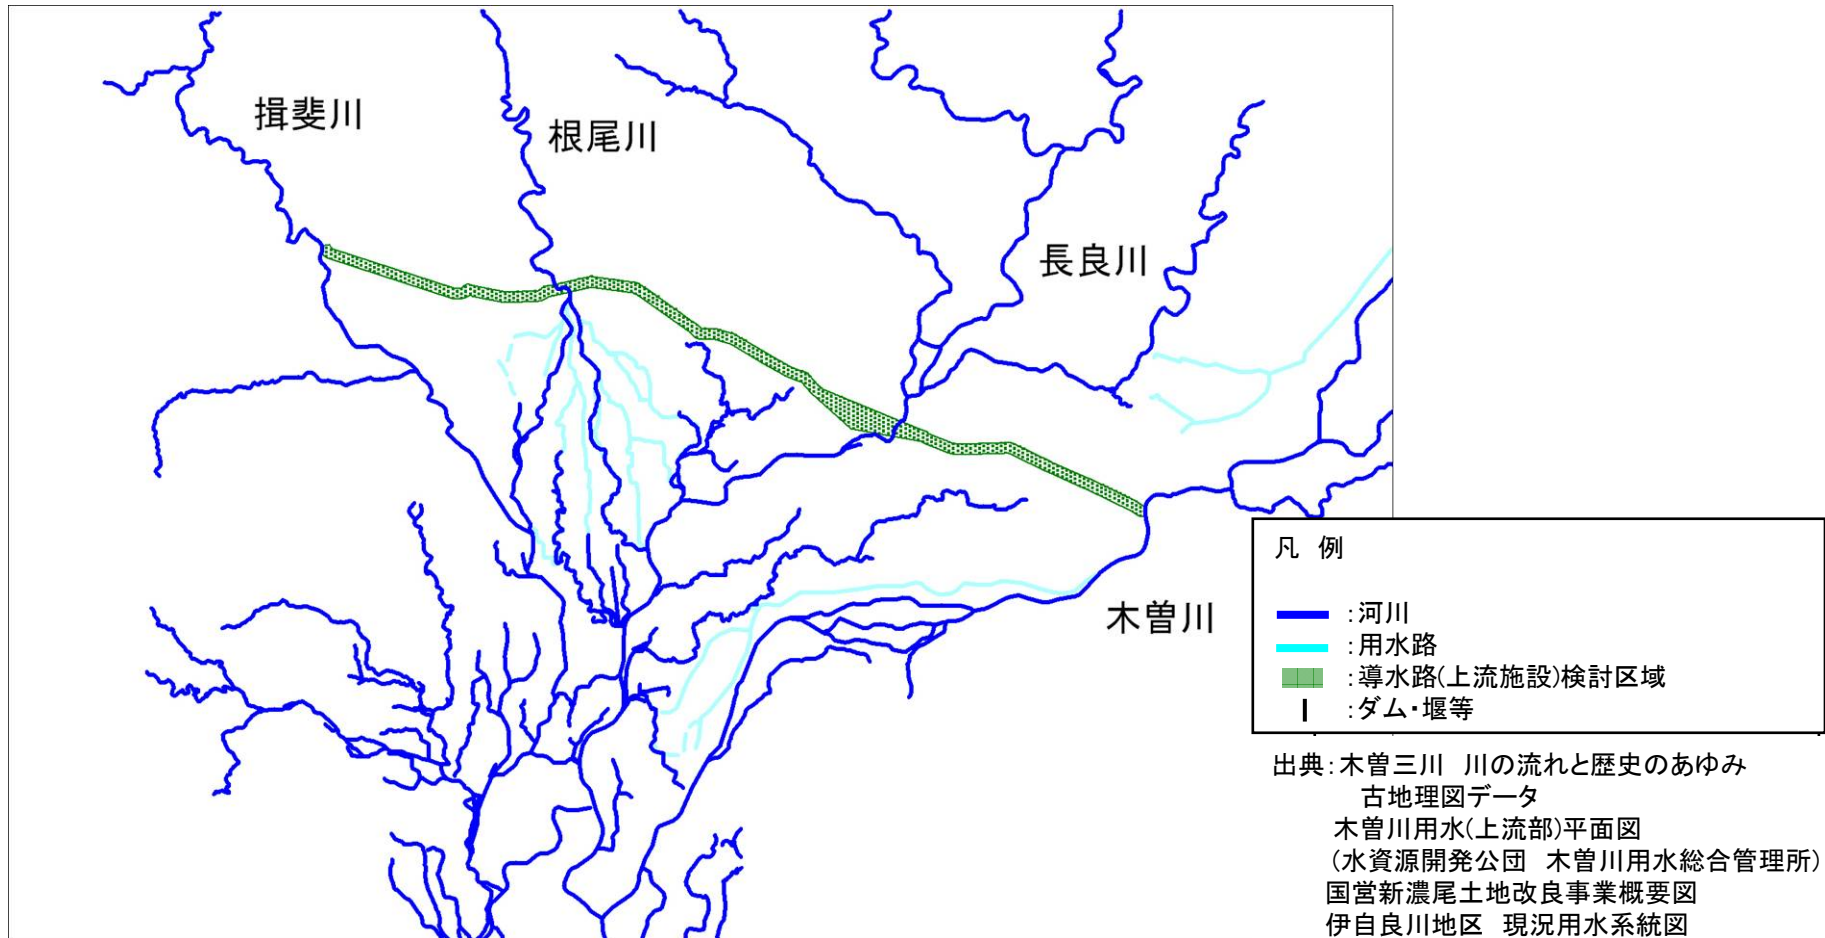 揖斐川
根尾川
長良川
木曽川
凡 例
:河川
:用水路
:導水路(上流施設)検討区域
:ダム・堰等
出典:木曽三川 川の流れと歴史のあゆみ
古地理図データ
木曽川用水(上流部)平面図
(水資源開発公団 木曽川用水総合管理所)
国営新濃尾土地改良事業概要図
伊自良川地区 現況用水系統図